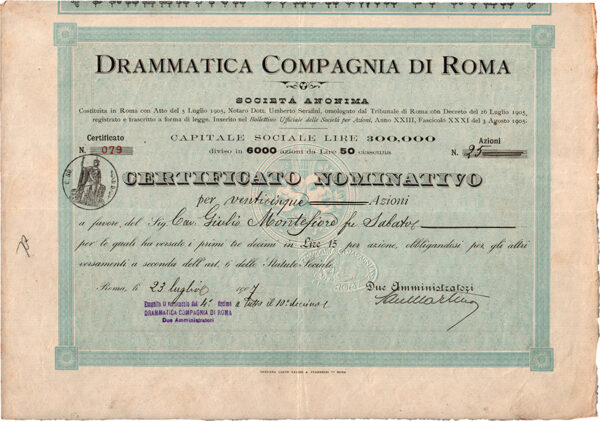 DRAMMATICA COMPAGNIA DI ROMA
SOCIETÀ ANONIMA
Costituita in Roma con Atto del 5 Luglio 1905, Notaro Dott. Umberto Serafini, omologato dal Tribunale di Roma con Decreto del 26 Luglio 1905,
registrato e trascritto a forma di legge. Inserito nel Bollettino Ufficiale delle Società per Azioni, Anno XXIII, Fascicolo XXXI del 3 Agosto 1905.
Certificato
N. 079
CAPITALE SOCIALE LIRE 300,000
diviso in 6000 azioni da Lire 50 ciascuna
Azioni
N. 25
CERTIFICATO NOMINATIVO
per venticinque Azioni
a favore del Sig. Cav. Giulio Montefiore fu Sabato
per le quali ha versato i primi tre decimi in Lire 15 per azione, obbligandosi per gli altri
versamenti a seconda dell'art. 6 dello Statuto Sociale.
Roma, li 23 luglio 1907
Due Amministratori
Eseguito il versamento del 4° decimo
a tutto il 10° decimo
DRAMMATICA COMPAGNIA DI ROMA
Due Amministratori